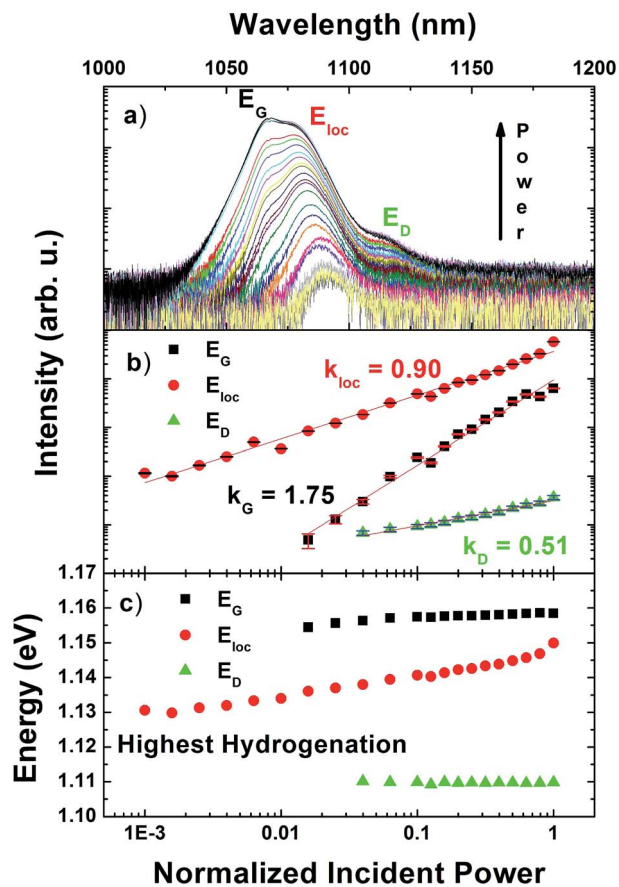 Wavelength (nm)
1000 1050 1100 1150 1200
a)
E_G
E_loc
E_D
Power
Intensity (arb. u.)
b)
E_G
E_loc
E_D
k_loc = 0.90
k_G = 1.75
k_D = 0.51
c)
E_G
E_loc
E_D
Energy (eV)
1.17
1.16
1.15
1.14
1.13
1.12
1.11
1.10
Highest Hydrogenation
1E-3 0.01 0.1 1
Normalized Incident Power